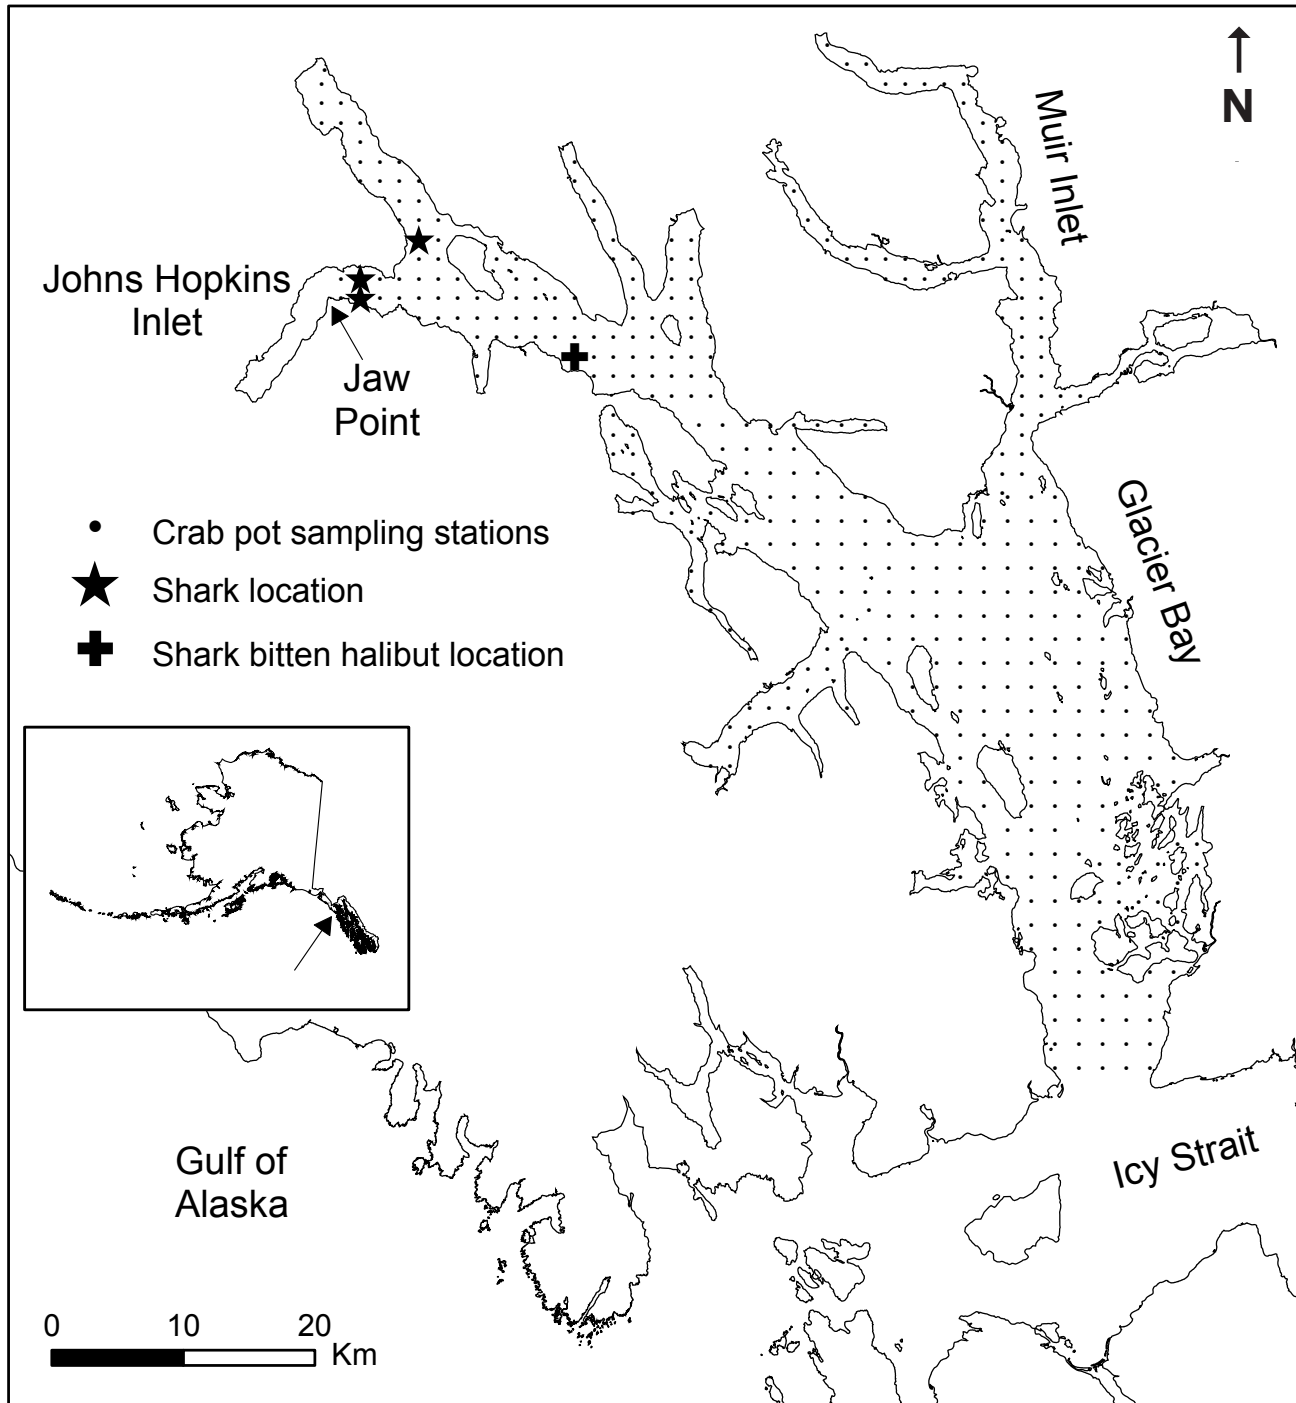 N
Muir Inlet
Johns Hopkins
Inlet
Jaw
Point
Glacier Bay
Crab pot sampling stations
Shark location
Shark bitten halibut location
Gulf of
Alaska
Icy Strait
0 10 20
Km